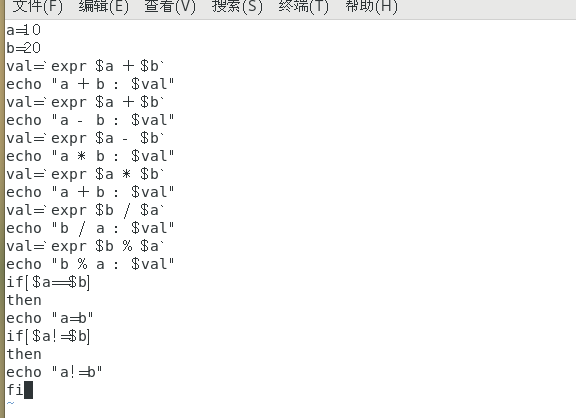 文件(F) 编辑(E) 查看(V) 搜索(S) 终端(T) 帮助(H)
a=10
b=20
val=`expr $a + $b`
echo "a + b : $val"
val=`expr $a + $b`
echo "a - b : $val"
val=`expr $a - $b`
echo "a * b : $val"
val=`expr $a * $b`
echo "a + b : $val"
val=`expr $b / $a`
echo "b / a : $val"
val=`expr $b % $a`
echo "b % a : $val"
if[$a==$b]
then
echo "a=b"
if[$a!=$b]
then
echo "a!=b"
fi
~